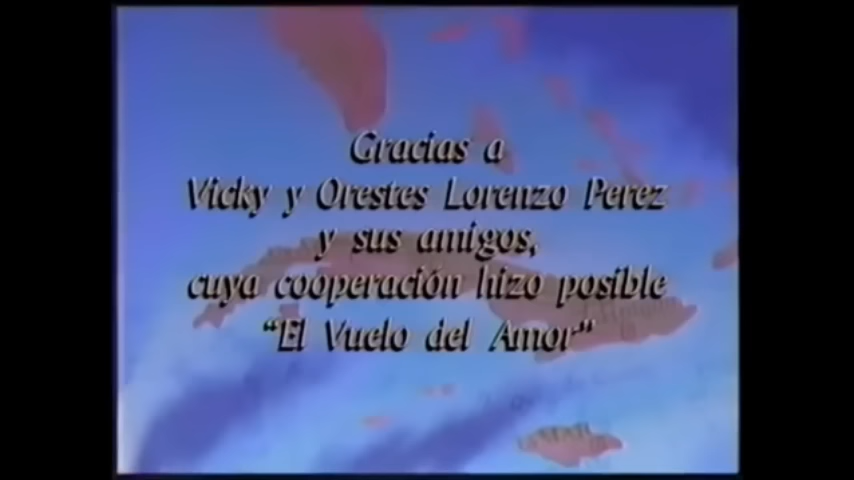 Gracias a
Vicky y Orestes Lorenzo Perez
y sus amigos,
cuya cooperación hizo posible
“El Vuelo del Amor”